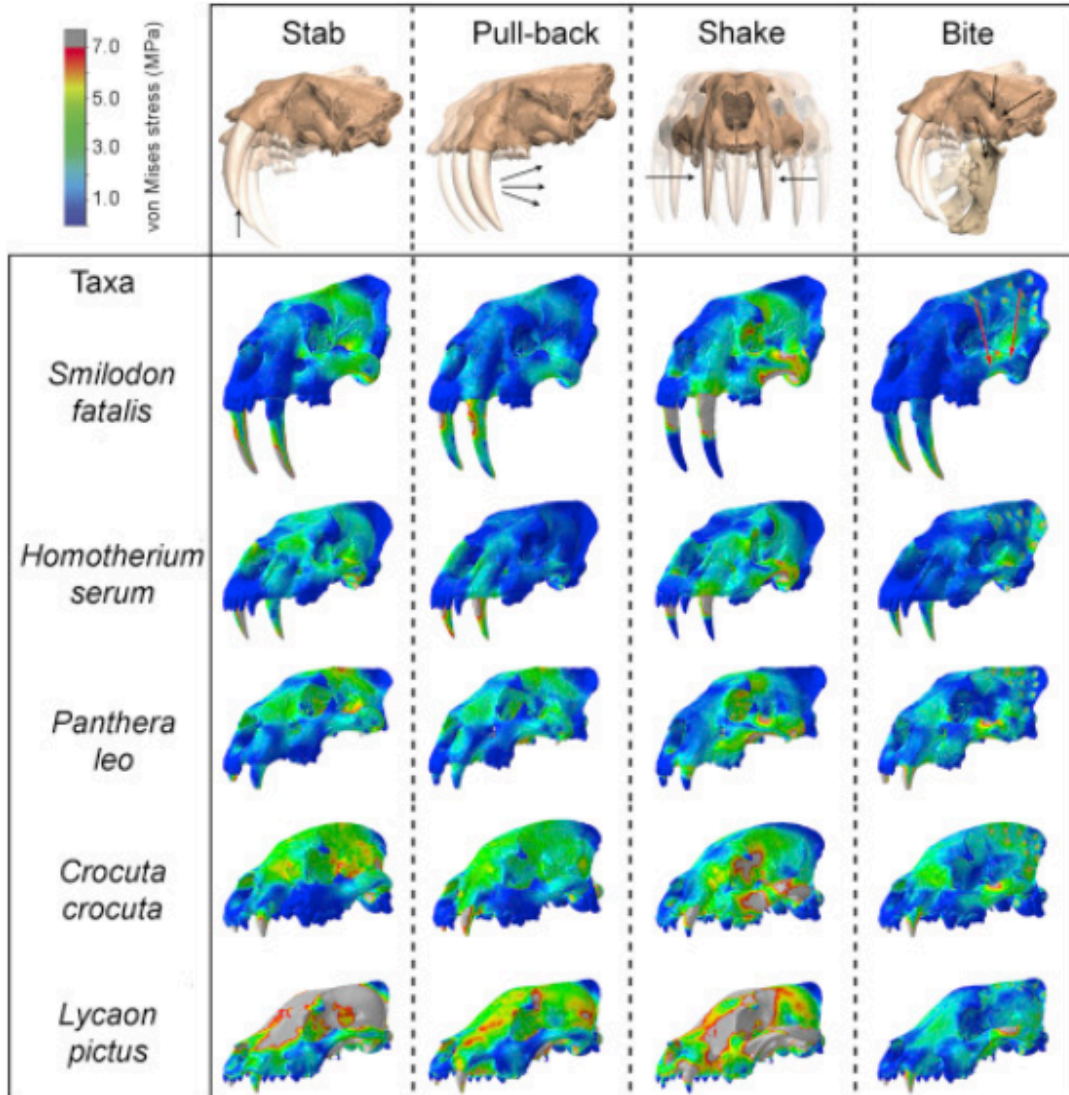 Stab
Pull-back
Shake
Bite
7.0
5.0
3.0
1.0
von Mises stress (MPa)
Taxa
Smilodon
fatalis
Homotherium
serum
Panthera
leo
Crocuta
crocuta
Lycaon
pictus